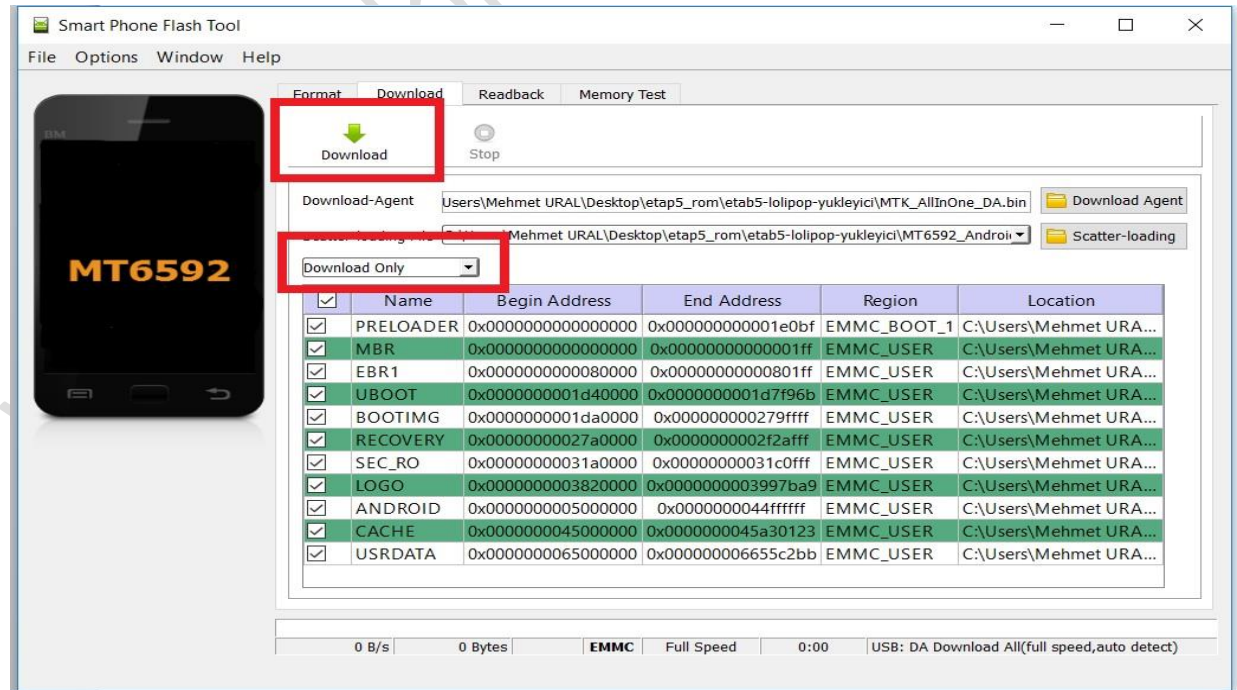 Smart Phone Flash Tool
File Options Window Help
Format Download Readback Memory Test
BM
Download Stop
Download-Agent Users\Mehmet URAL\Desktop\etap5_rom\etab5-lolipop-yukleyici\MTK_AllInOne_DA.bin Download Agent
Mehmet URAL\Desktop\etap5_rom\etab5-lolipop-yukleyici\MT6592_Androi Scatter-loading
MT6592
Download Only
Name Begin Address End Address Region Location
PRELOADER 0x0000000000000000 0x000000000001e0bf EMMC_BOOT_1 C:\Users\Mehmet URA...
MBR 0x0000000000000000 0x00000000000001ff EMMC_USER C:\Users\Mehmet URA...
EBR1 0x0000000000080000 0x00000000000801ff EMMC_USER C:\Users\Mehmet URA...
UBOOT 0x0000000001d40000 0x0000000001d7f96b EMMC_USER C:\Users\Mehmet URA...
BOOTIMG 0x0000000001da0000 0x000000000279ffff EMMC_USER C:\Users\Mehmet URA...
RECOVERY 0x00000000027a0000 0x0000000002f2afff EMMC_USER C:\Users\Mehmet URA...
SEC_RO 0x00000000031a0000 0x00000000031c0fff EMMC_USER C:\Users\Mehmet URA...
LOGO 0x0000000003820000 0x0000000003997ba9 EMMC_USER C:\Users\Mehmet URA...
ANDROID 0x0000000005000000 0x0000000044ffffff EMMC_USER C:\Users\Mehmet URA...
CACHE 0x0000000045000000 0x0000000045a30123 EMMC_USER C:\Users\Mehmet URA...
USRDATA 0x0000000065000000 0x000000006655c2bb EMMC_USER C:\Users\Mehmet URA...
0 B/s 0 Bytes EMMC Full Speed 0:00 USB: DA Download All(full speed,auto detect)